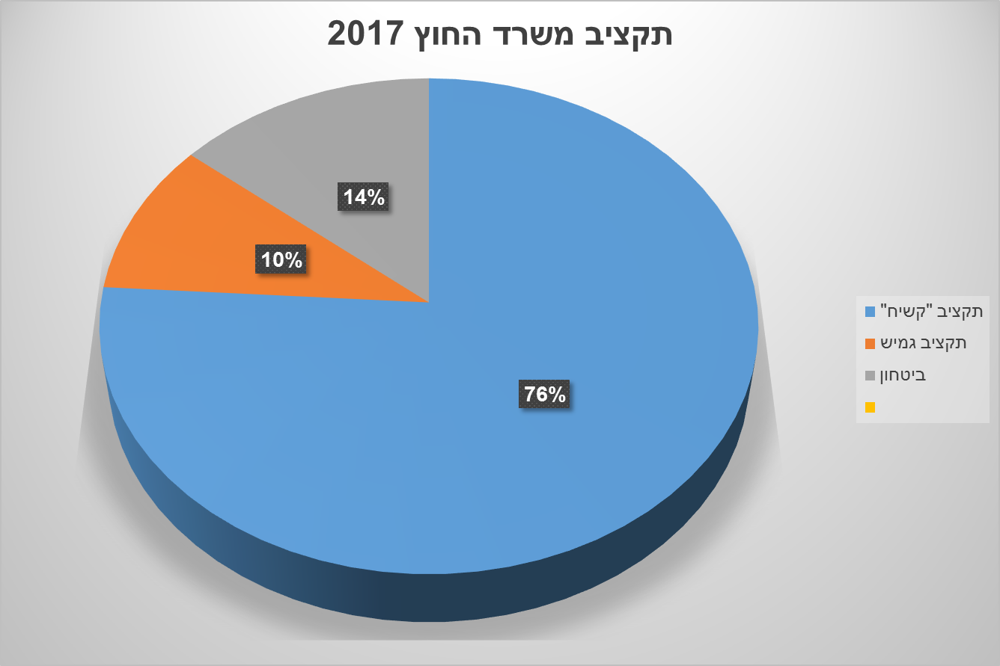 תקציב משרד החוץ 2017
14%
10%
76%
תקציב "קשיח"
תקציב גמיש
ביטחון